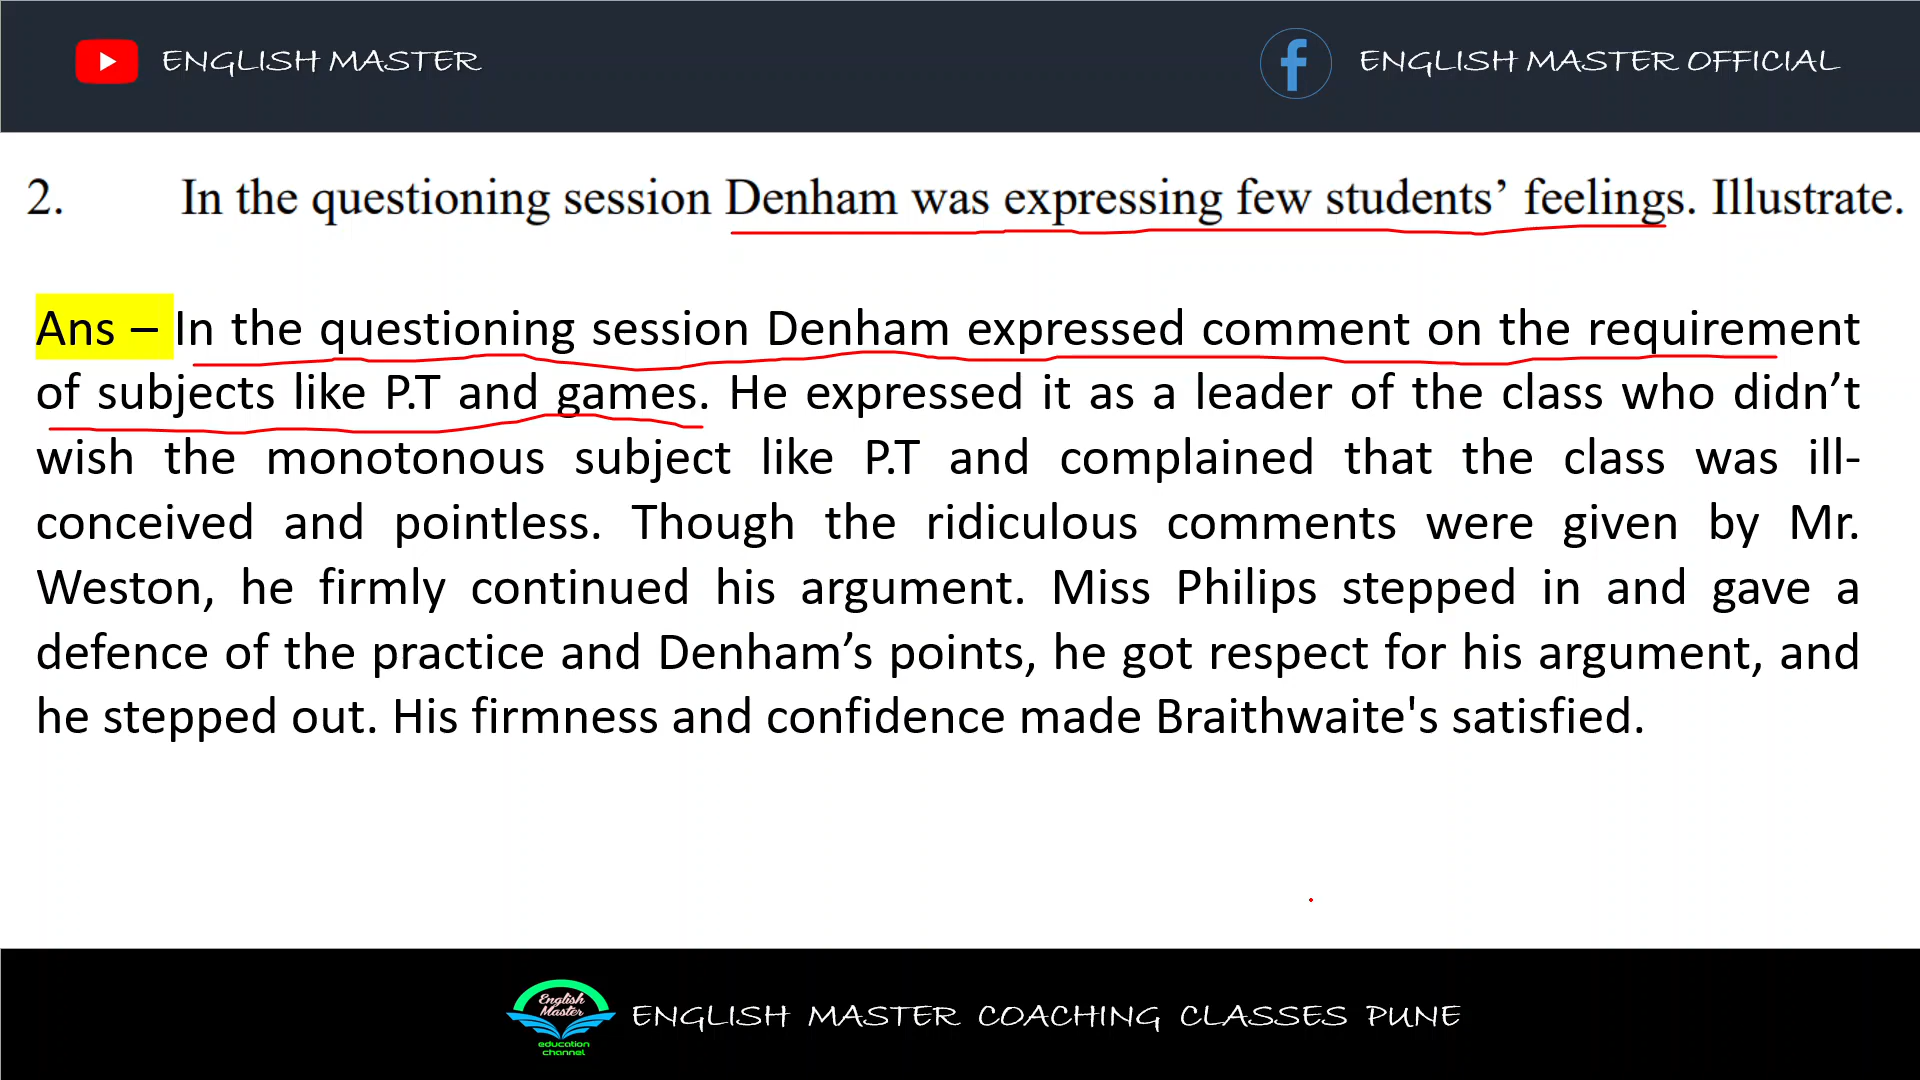 ENGLISH MASTER
ENGLISH MASTER OFFICIAL
2. In the questioning session Denham was expressing few students’ feelings. Illustrate.
Ans – In the questioning session Denham expressed comment on the requirement
of subjects like P.T and games. He expressed it as a leader of the class who didn’t
wish the monotonous subject like P.T and complained that the class was ill-
conceived and pointless. Though the ridiculous comments were given by Mr.
Weston, he firmly continued his argument. Miss Philips stepped in and gave a
defence of the practice and Denham’s points, he got respect for his argument, and
he stepped out. His firmness and confidence made Braithwaite's satisfied.
English
Master
education
channel
ENGLISH MASTER COACHING CLASSES PUNE